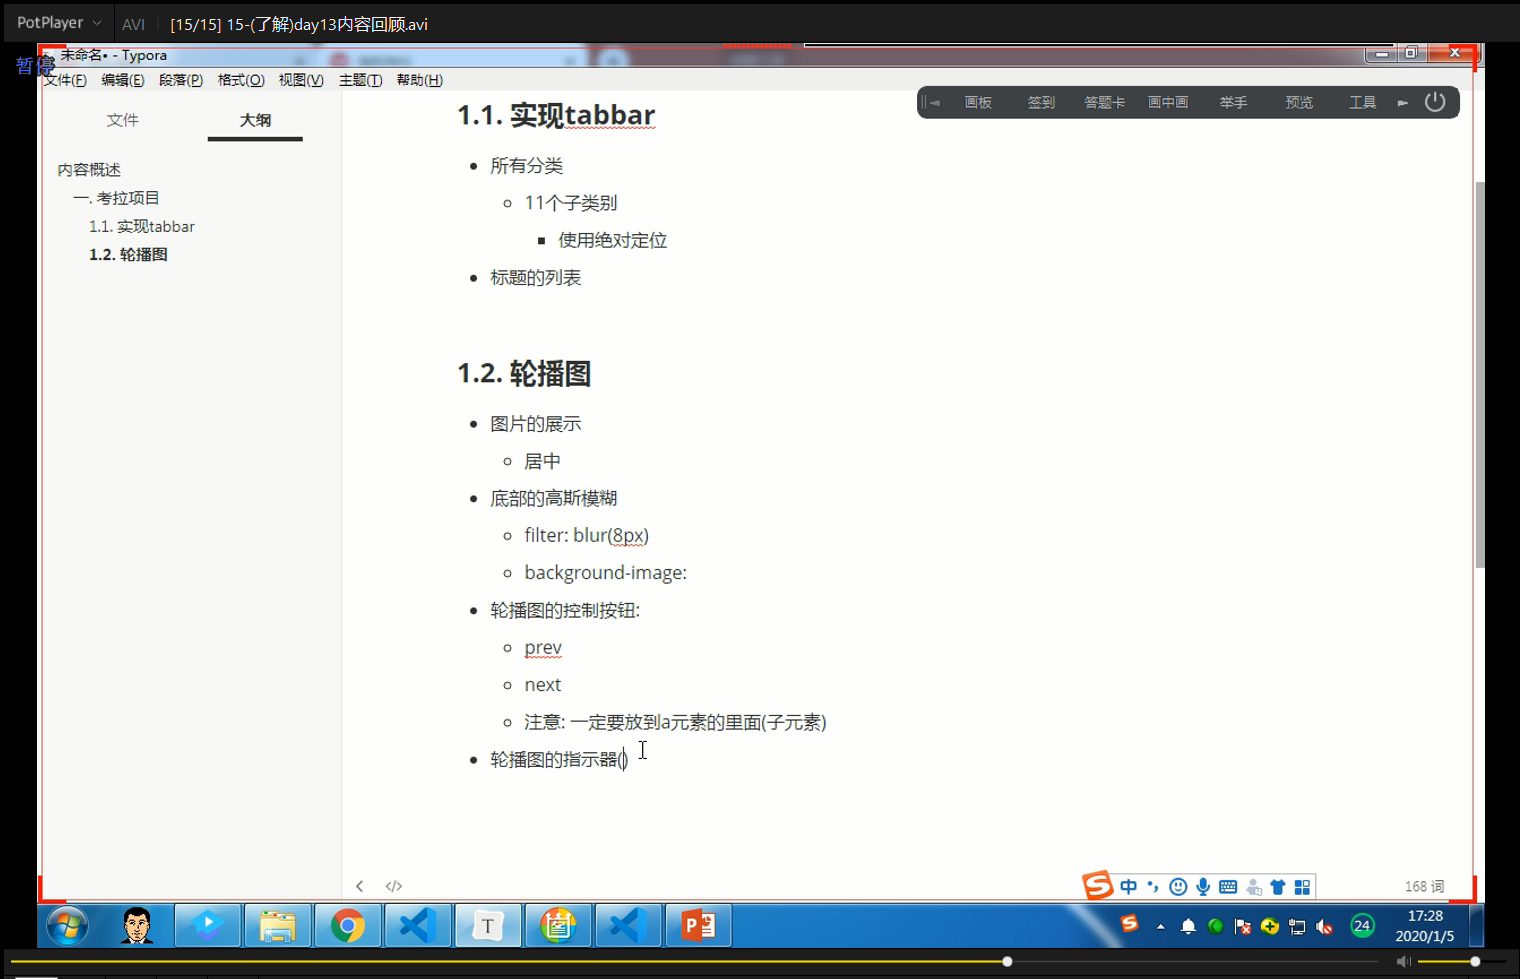 PotPlayer AVI [15/15] 15-(了解)day13内容回顾.avi
暂停
未命名• - Typora
文件(F) 编辑(E) 段落(P) 格式(O) 视图(V) 主题(T) 帮助(H)
画板 签到 答题卡 画中画 举手 预览 工具
文件 大纲
内容概述
一. 考拉项目
1.1. 实现tabbar
1.2. 轮播图
1.1. 实现tabbar
所有分类
11个子类别
使用绝对定位
标题的列表
1.2. 轮播图
图片的展示
居中
底部的高斯模糊
filter: blur(8px)
background-image:
轮播图的控制按钮:
prev
next
注意: 一定要放到a元素的里面(子元素)
轮播图的指示器()
中
168 词
24
17:28
2020/1/5